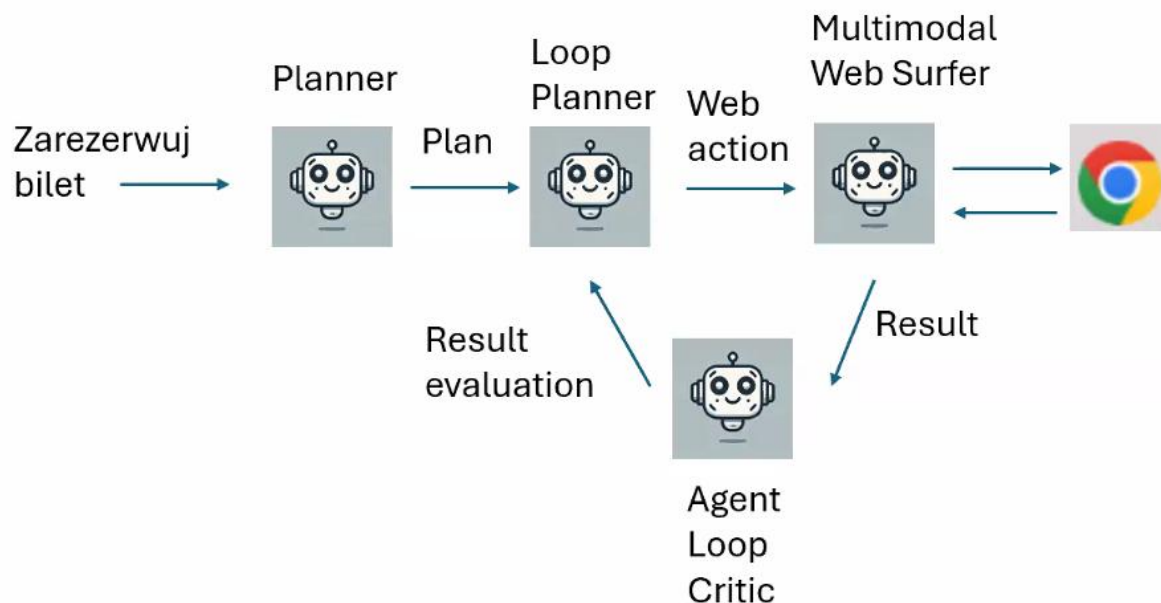 Zarezerwuj
bilet
Planner
Plan
Loop
Planner
Web
action
Multimodal
Web Surfer
Result
evaluation
Result
Agent
Loop
Critic